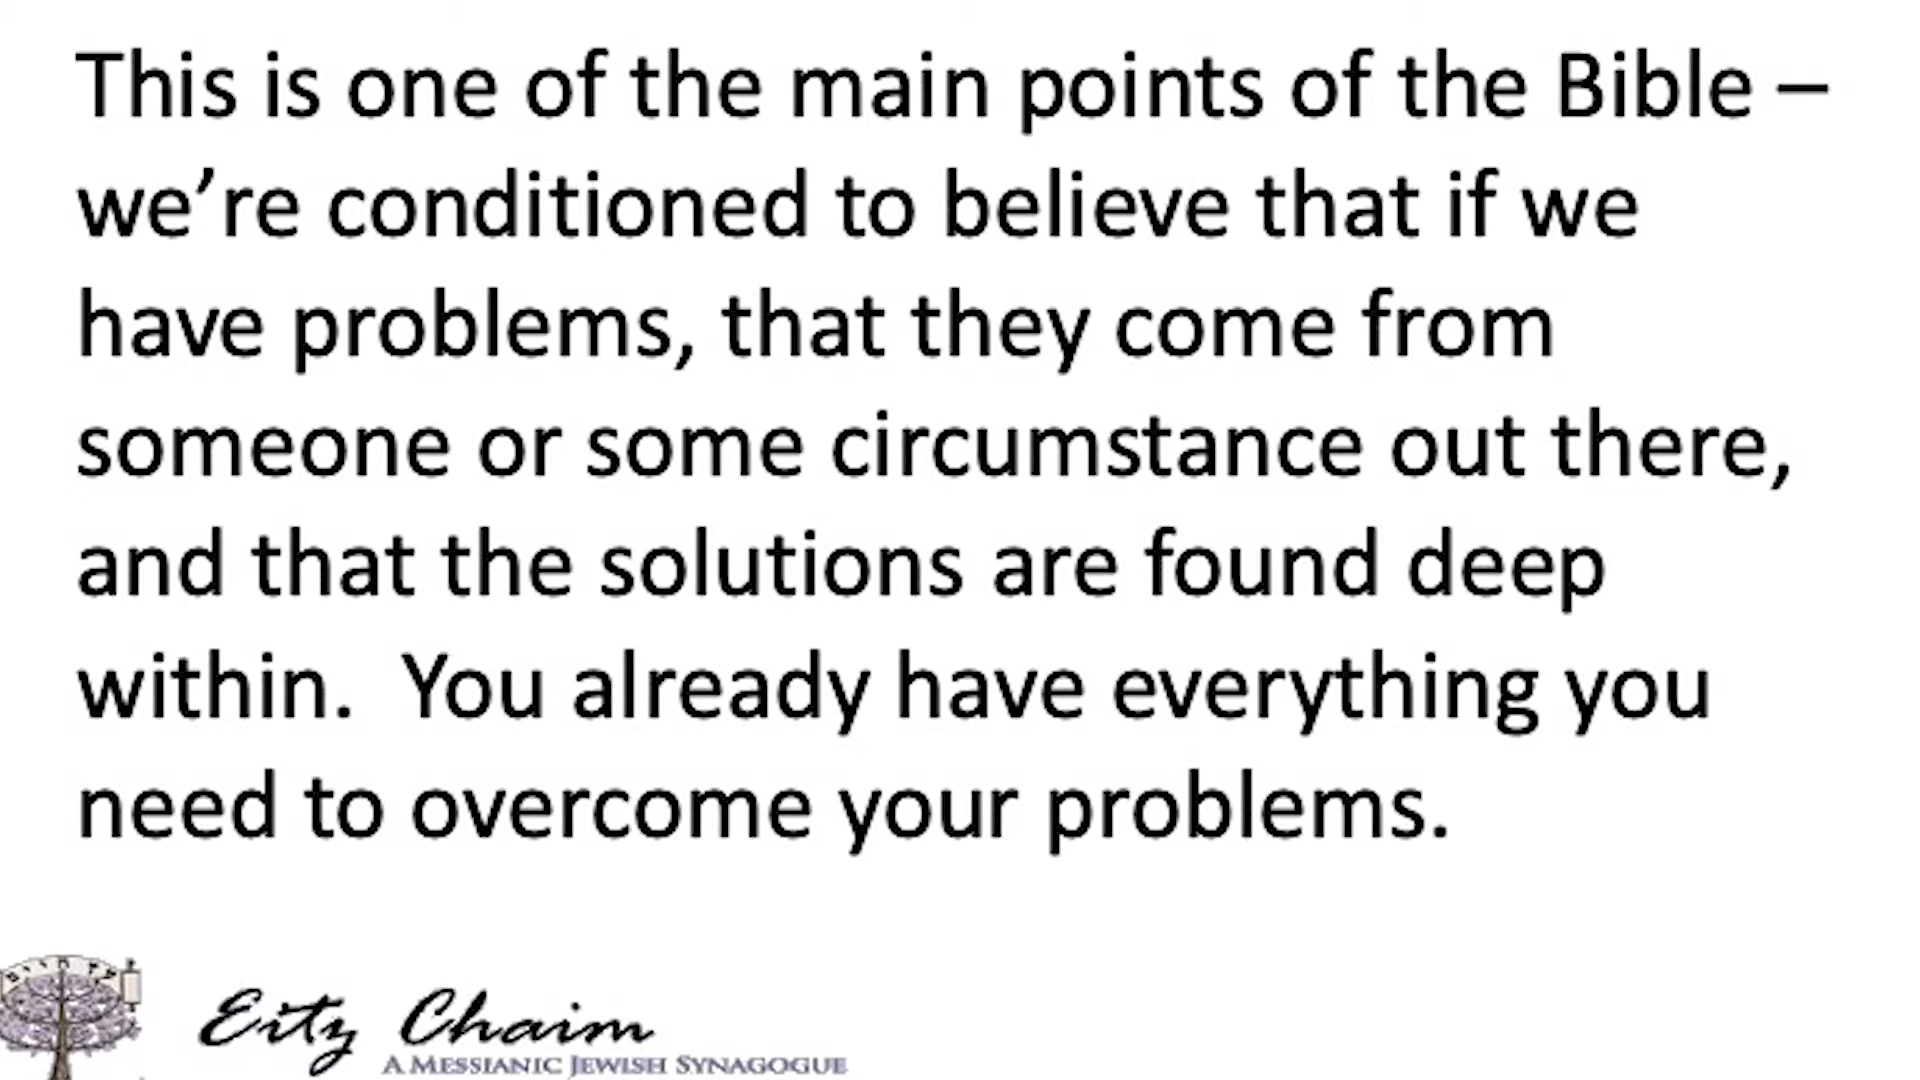 This is one of the main points of the Bible –
we’re conditioned to believe that if we
have problems, that they come from
someone or some circumstance out there,
and that the solutions are found deep
within.  You already have everything you
need to overcome your problems.
Eitz Chaim
A MESSIANIC JEWISH SYNAGOGUE